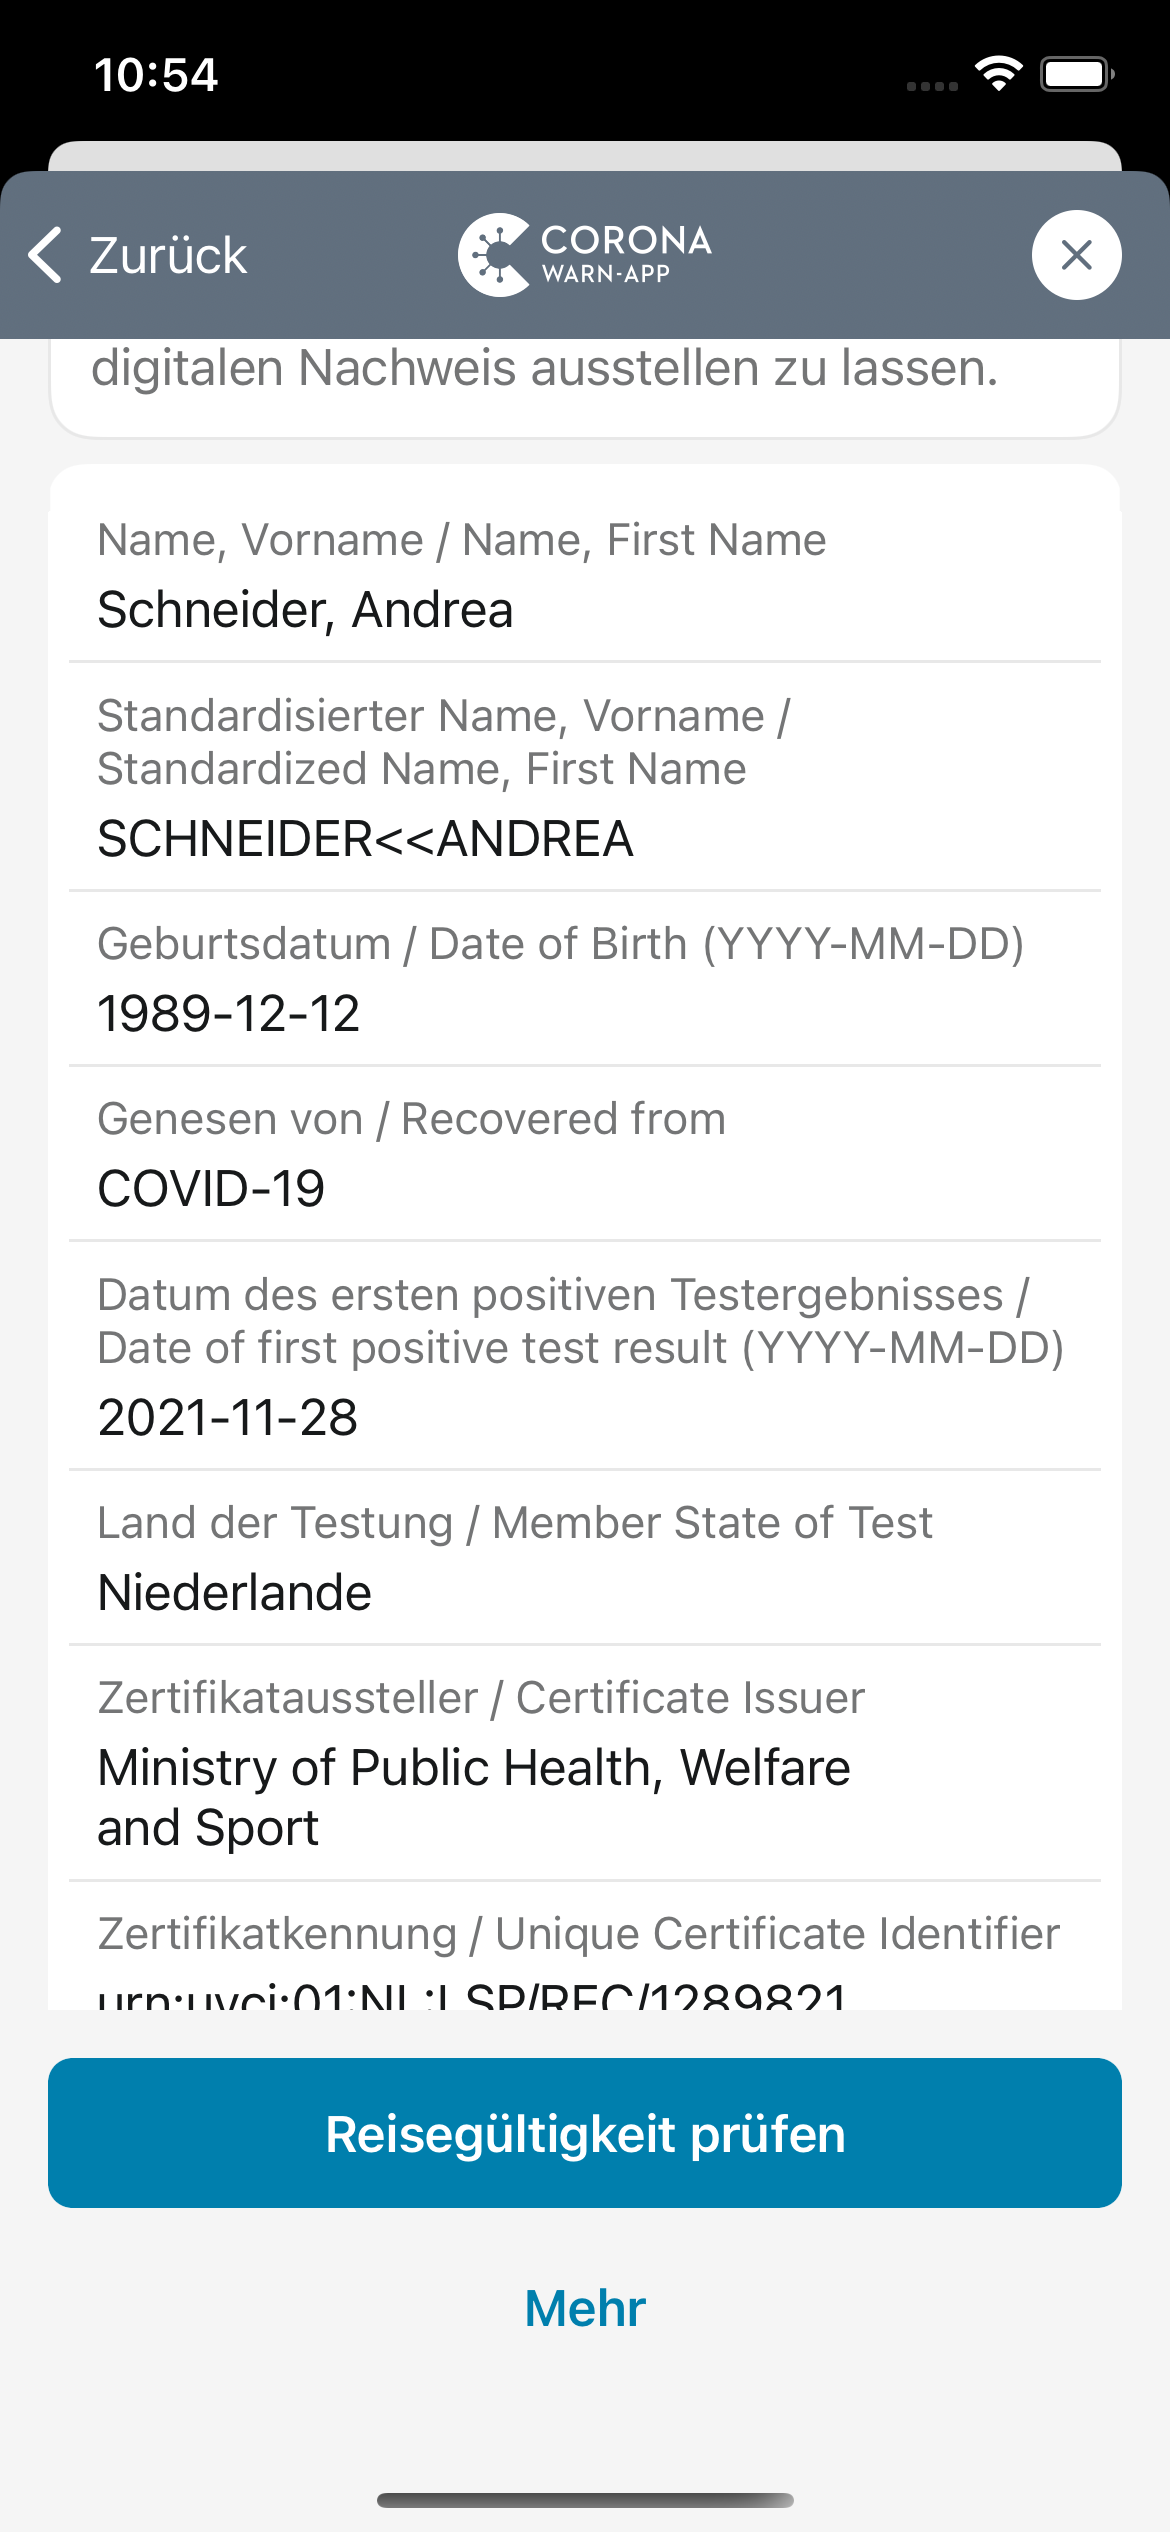 10:54
Zurück
CORONA
WARN-APP
digitalen Nachweis ausstellen zu lassen.
Name, Vorname / Name, First Name
Schneider, Andrea
Standardisierter Name, Vorname /
Standardized Name, First Name
SCHNEIDER<<ANDREA
Geburtsdatum / Date of Birth (YYYY-MM-DD)
1989-12-12
Genesen von / Recovered from
COVID-19
Datum des ersten positiven Testergebnisses /
Date of first positive test result (YYYY-MM-DD)
2021-11-28
Land der Testung / Member State of Test
Niederlande
Zertifikataussteller / Certificate Issuer
Ministry of Public Health, Welfare
and Sport
Zertifikatkennung / Unique Certificate Identifier
urn:uvci:01:NL:LSP/REC/1289821
Reisegültigkeit prüfen
Mehr